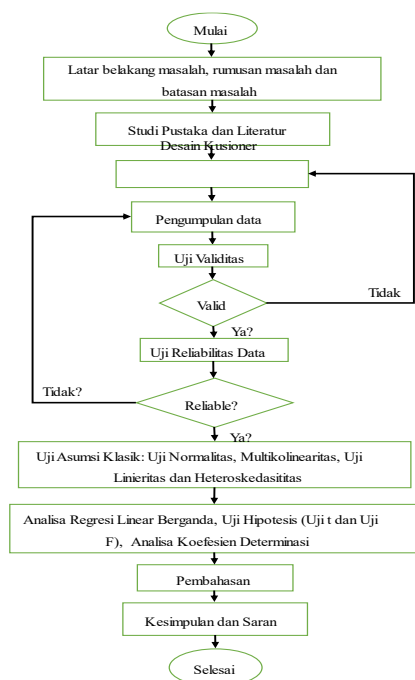 Mulai
Latar belakang masalah, rumusan masalah dan
batasan masalah
Studi Pustaka dan Literatur
Desain Kusioner
Pengumpulan data
Uji Validitas
Valid
Tidak
Ya?
Uji Reliabilitas Data
Tidak?
Reliable?
Ya?
Uji Asumsi Klasik: Uji Normalitas, Multikolinearitas, Uji
Linieritas dan Heteroskedasititas
Analisa Regresi Linear Berganda, Uji Hipotesis (Uji t dan Uji
F), Analisa Koefesien Determinasi
Pembahasan
Kesimpulan dan Saran
Selesai